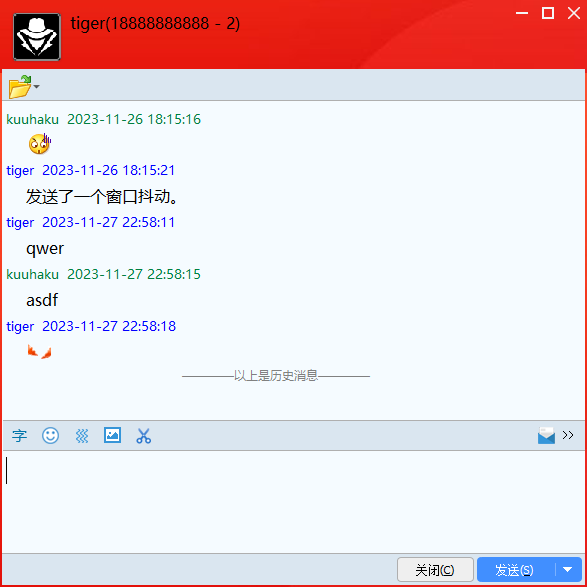 tiger(18888888888 - 2)
kuuhaku 2023-11-26 18:15:16
tiger 2023-11-26 18:15:21
发送了一个窗口抖动。
tiger 2023-11-27 22:58:11
qwer
kuuhaku 2023-11-27 22:58:15
asdf
tiger 2023-11-27 22:58:18
————以上是历史消息————
字
关闭(C) 发送(S)